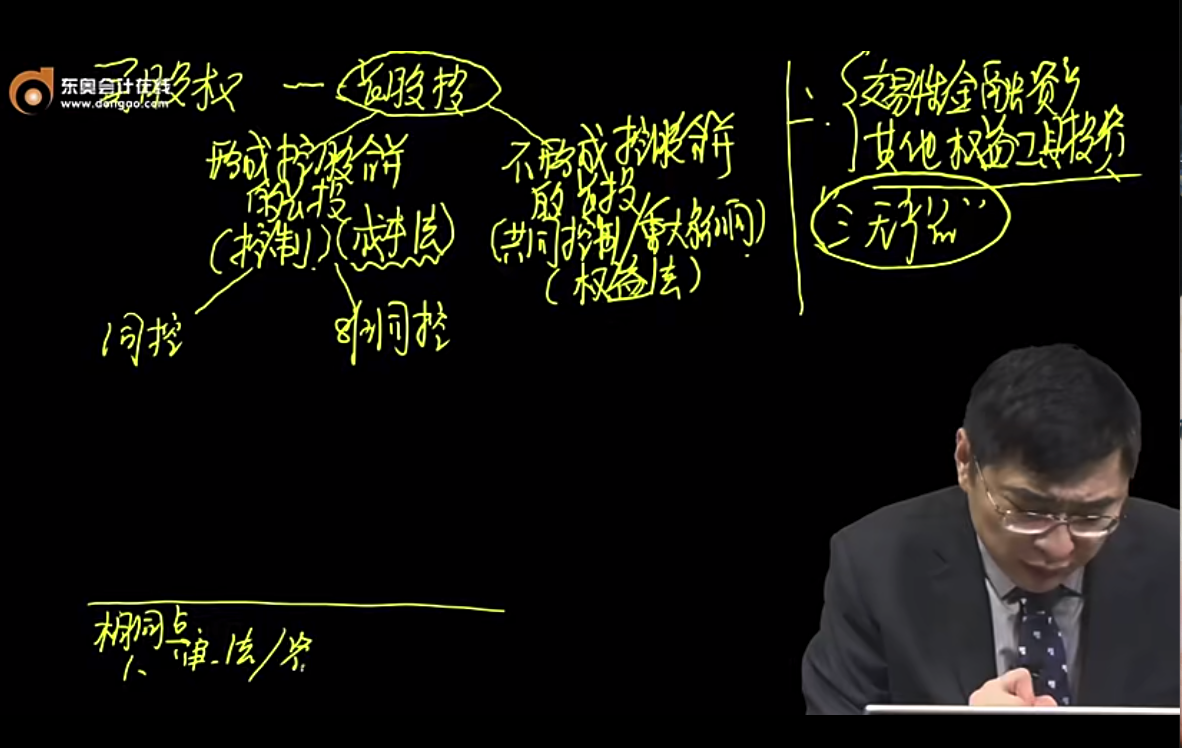 东奥会计在线
www.dongao.com
买股权 — 长股投
形成控股合并
的长投
(控制)(成本法)
同控
非同控
不形成控股合并
的长投
(共同控制/重大影响)
(权益法)
交易性金融资产
其他权益工具投资
三无
相同点
1、审、法/资